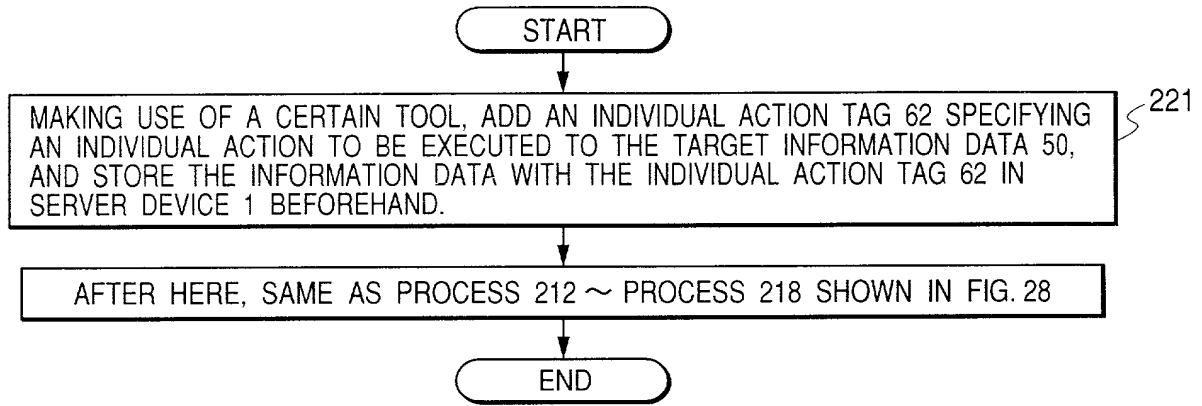 START
MAKING USE OF A CERTAIN TOOL, ADD AN INDIVIDUAL ACTION TAG 62 SPECIFYING
AN INDIVIDUAL ACTION TO BE EXECUTED TO THE TARGET INFORMATION DATA 50,
AND STORE THE INFORMATION DATA WITH THE INDIVIDUAL ACTION TAG 62 IN
SERVER DEVICE 1 BEFOREHAND.
221
AFTER HERE, SAME AS PROCESS 212 ~ PROCESS 218 SHOWN IN FIG. 28
END